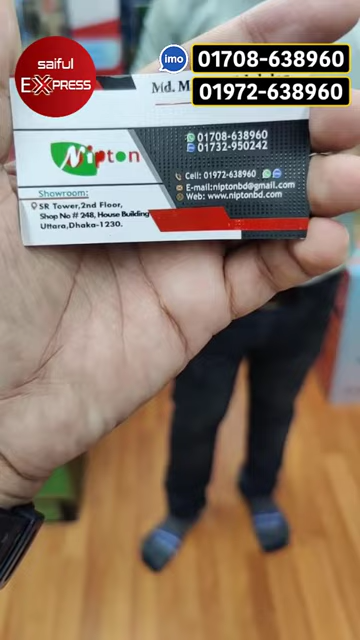 saiful
EXPRESS
imo
01708-638960
01972-638960
Md. M
Nipton
01708-638960
01732-950242
Cell: 01972-638960
E-mail:niptonbd@gmail.com
Web: www.niptonbd.com
Showroom:
SR Tower,2nd Floor,
Shop No # 248, House Building
Uttara,Dhaka-1230.